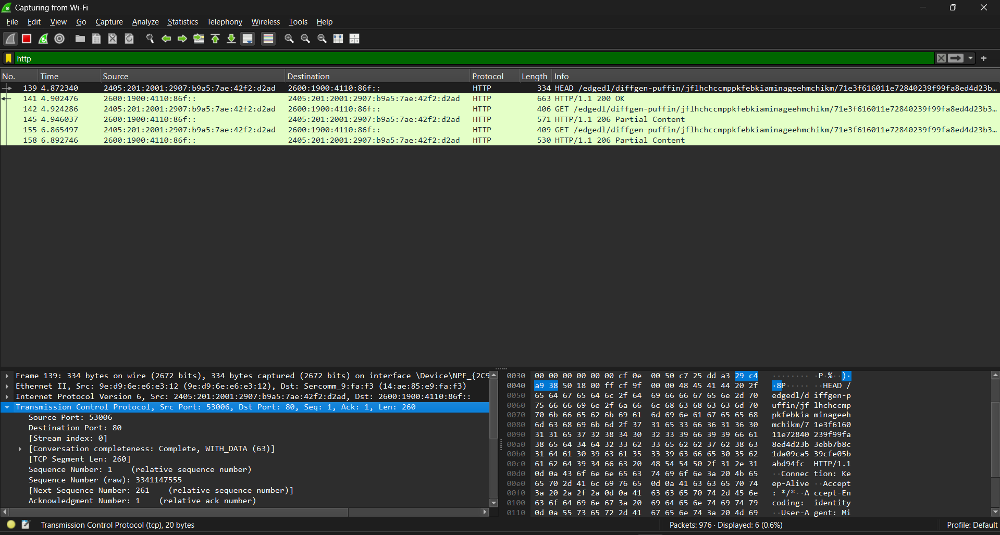 Capturing from Wi-Fi
File Edit View Go Capture Analyze Statistics Telephony Wireless Tools Help
http
No. Time Source Destination Protocol Length Info
139 4.872340 2405:201:2001:2907:b9a5:7ae:42f2:d2ad 2600:1900:4110:86f:: HTTP 334 HEAD /edgedl/diffgen-puffin/jflhchccmppkfebkiaminageehmchikm/71e3f616011e72840239f99fa8ed4d23b…
141 4.902476 2600:1900:4110:86f:: 2405:201:2001:2907:b9a5:7ae:42f2:d2ad HTTP 663 HTTP/1.1 200 OK
142 4.924286 2405:201:2001:2907:b9a5:7ae:42f2:d2ad 2600:1900:4110:86f:: HTTP 406 GET /edgedl/diffgen-puffin/jflhchccmppkfebkiaminageehmchikm/71e3f616011e72840239f99fa8ed4d23b3…
145 4.946037 2600:1900:4110:86f:: 2405:201:2001:2907:b9a5:7ae:42f2:d2ad HTTP 571 HTTP/1.1 206 Partial Content
155 6.865497 2405:201:2001:2907:b9a5:7ae:42f2:d2ad 2600:1900:4110:86f:: HTTP 409 GET /edgedl/diffgen-puffin/jflhchccmppkfebkiaminageehmchikm/71e3f616011e72840239f99fa8ed4d23b3…
158 6.892746 2600:1900:4110:86f:: 2405:201:2001:2907:b9a5:7ae:42f2:d2ad HTTP 530 HTTP/1.1 206 Partial Content
Frame 139: 334 bytes on wire (2672 bits), 334 bytes captured (2672 bits) on interface \Device\NPF_{2C9
Ethernet II, Src: 9e:d9:6e:e6:e3:12 (9e:d9:6e:e6:e3:12), Dst: Sercomm_9:fa:f3 (14:ae:85:e9:fa:f3)
Internet Protocol Version 6, Src: 2405:201:2001:2907:b9a5:7ae:42f2:d2ad, Dst: 2600:1900:4110:86f::
Transmission Control Protocol, Src Port: 53006, Dst Port: 80, Seq: 1, Ack: 1, Len: 260
Source Port: 53006
Destination Port: 80
[Stream index: 0]
[Conversation completeness: Complete, WITH_DATA (63)]
[TCP Segment Len: 260]
Sequence Number: 1 (relative sequence number)
Sequence Number (raw): 3341147555
[Next Sequence Number: 261 (relative sequence number)]
Acknowledgment Number: 1 (relative ack number)
0030 00 00 00 00 00 00 cf 0e 00 50 c7 25 dd a3 29 c4 ········ ·P·%··)·
0040 a9 38 50 18 00 ff cf 9f 00 00 48 45 41 44 20 2f ·8P····· ··HEAD /
0050 65 64 67 65 64 6c 2f 64 69 66 66 67 65 6e 2d 70 edgedl/d iffgen-p
0060 75 66 66 69 6e 2f 6a 66 6c 68 63 68 63 63 6d 70 uffin/jf lhchccmp
0070 70 6b 66 65 62 6b 69 61 6d 69 6e 61 67 65 65 68 pkfebkia minageeh
0080 6d 63 68 69 6b 6d 2f 37 31 65 33 66 36 31 36 30 mchikm/7 1e3f6160
0090 31 31 65 37 32 38 34 30 32 33 39 66 39 39 66 61 11e72840 239f99fa
00a0 38 65 64 34 64 32 33 62 33 65 62 62 37 62 38 63 8ed4d23b 3ebb7b8c
00b0 31 64 61 30 39 63 61 35 33 39 63 66 65 30 35 62 1da09ca5 39cfe05b
00c0 61 62 64 39 34 66 63 20 48 54 54 50 2f 31 2e 31 abd94fc HTTP/1.1
00d0 0d 0a 43 6f 6e 6e 65 63 74 69 6f 6e 3a 20 4b 65 ··Connec tion: Ke
00e0 65 70 2d 41 6c 69 76 65 0d 0a 41 63 63 65 70 74 ep-Alive ··Accept
00f0 3a 20 2a 2f 2a 0d 0a 41 63 63 65 70 74 2d 45 6e : */*··A ccept-En
0100 63 6f 64 69 6e 67 3a 20 69 64 65 6e 74 69 74 79 coding: identity
0110 0d 0a 55 73 65 72 2d 41 67 65 6e 74 3a 20 4d 69 ··User-A gent: Mi
Transmission Control Protocol (tcp), 20 bytes
Packets: 976 · Displayed: 6 (0.6%)
Profile: Default